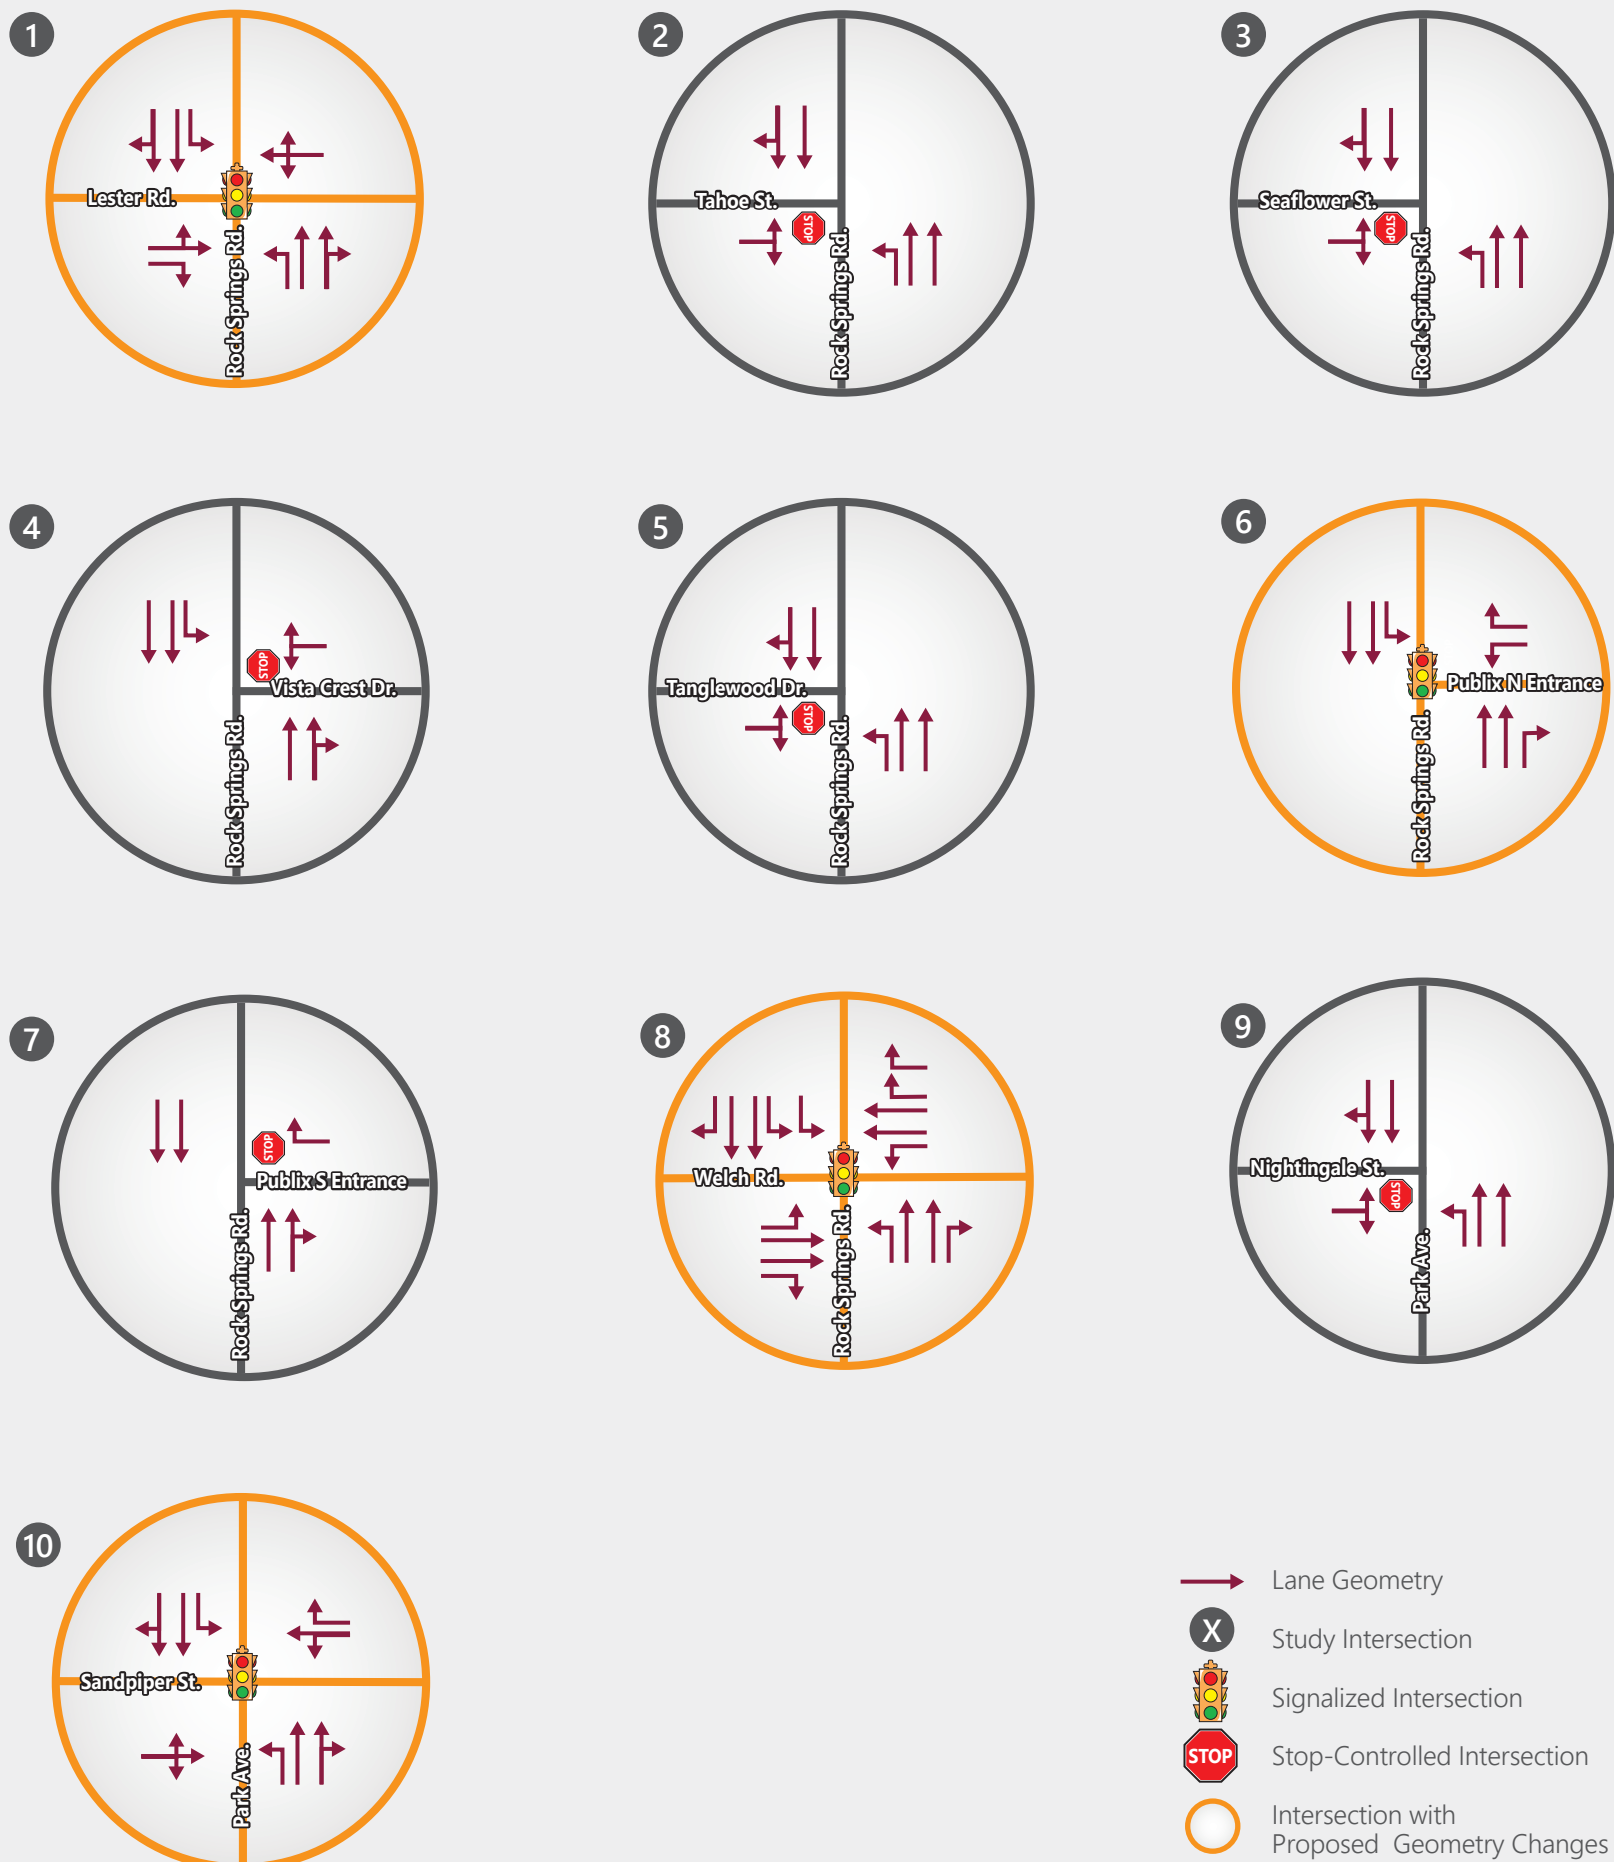 1
Lester Rd.
Rock Springs Rd.
2
Tahoe St.
STOP
Rock Springs Rd.
3
Seaflower St.
STOP
Rock Springs Rd.
4
STOP
Vista Crest Dr.
Rock Springs Rd.
5
Tanglewood Dr.
STOP
Rock Springs Rd.
6
Publix N Entrance
Rock Springs Rd.
7
STOP
Publix S Entrance
Rock Springs Rd.
8
Welch Rd.
Rock Springs Rd.
9
Nightingale St.
STOP
Park Ave.
10
Sandpiper St.
Park Ave.
Lane Geometry
X
Study Intersection
Signalized Intersection
STOP
Stop-Controlled Intersection
Intersection with
Proposed Geometry Changes